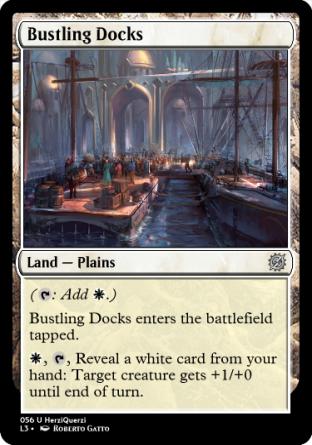 Bustling Docks
Land — Plains
(: Add .)
Bustling Docks enters the battlefield
tapped.
, , Reveal a white card from your
hand: Target creature gets +1/+0
until end of turn.
056 U HerziQuerzi
L3 • Roberto Gatto